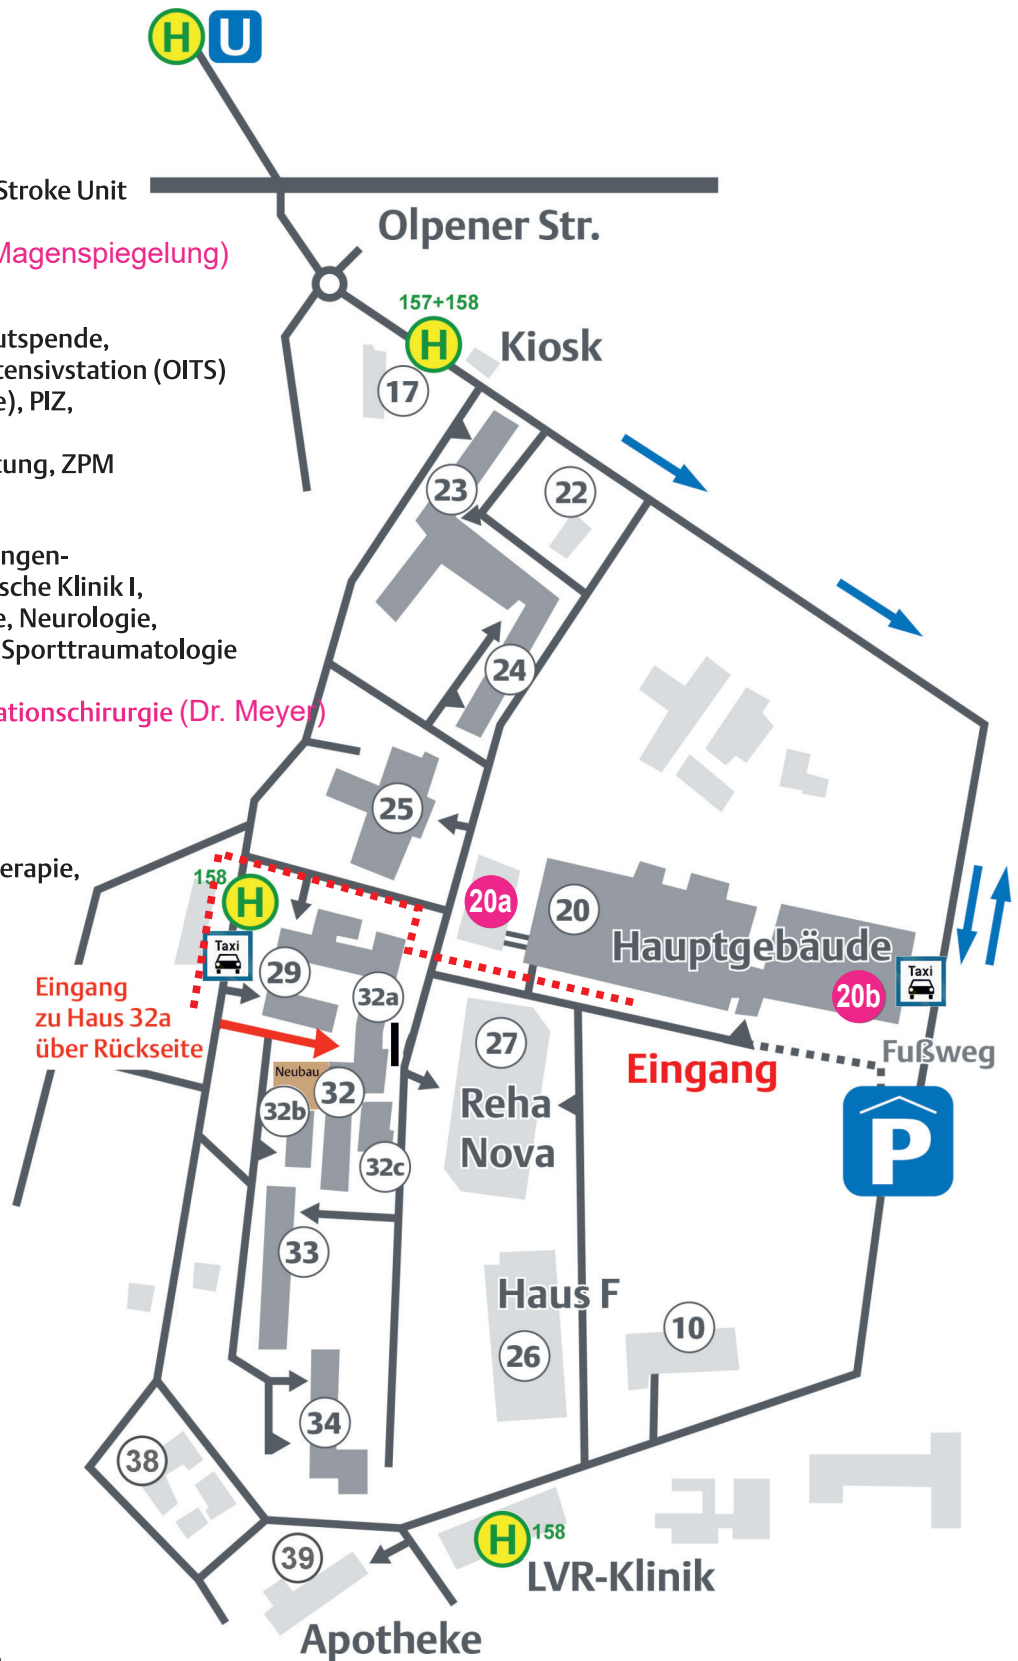 H U
Stroke Unit
Olpener Str.
Magenspiegelung)
157+158
H
Kiosk
utspende,
tensivstation (OITS)
e), PIZ,
17
tung, ZPM
23
22
ngen-
sche Klinik I,
e, Neurologie,
Sporttraumatologie
24
ationschirurgie (Dr. Meyer)
25
erapie,
158
H
20a
20
Hauptgebäude
Taxi
29
32a
20b
Taxi
Eingang
zu Haus 32a
über Rückseite
27
Fußweg
Eingang
Neubau
32
Reha
Nova
32b
32c
P
33
Haus F
10
26
34
38
H
158
39
LVR-Klinik
Apotheke